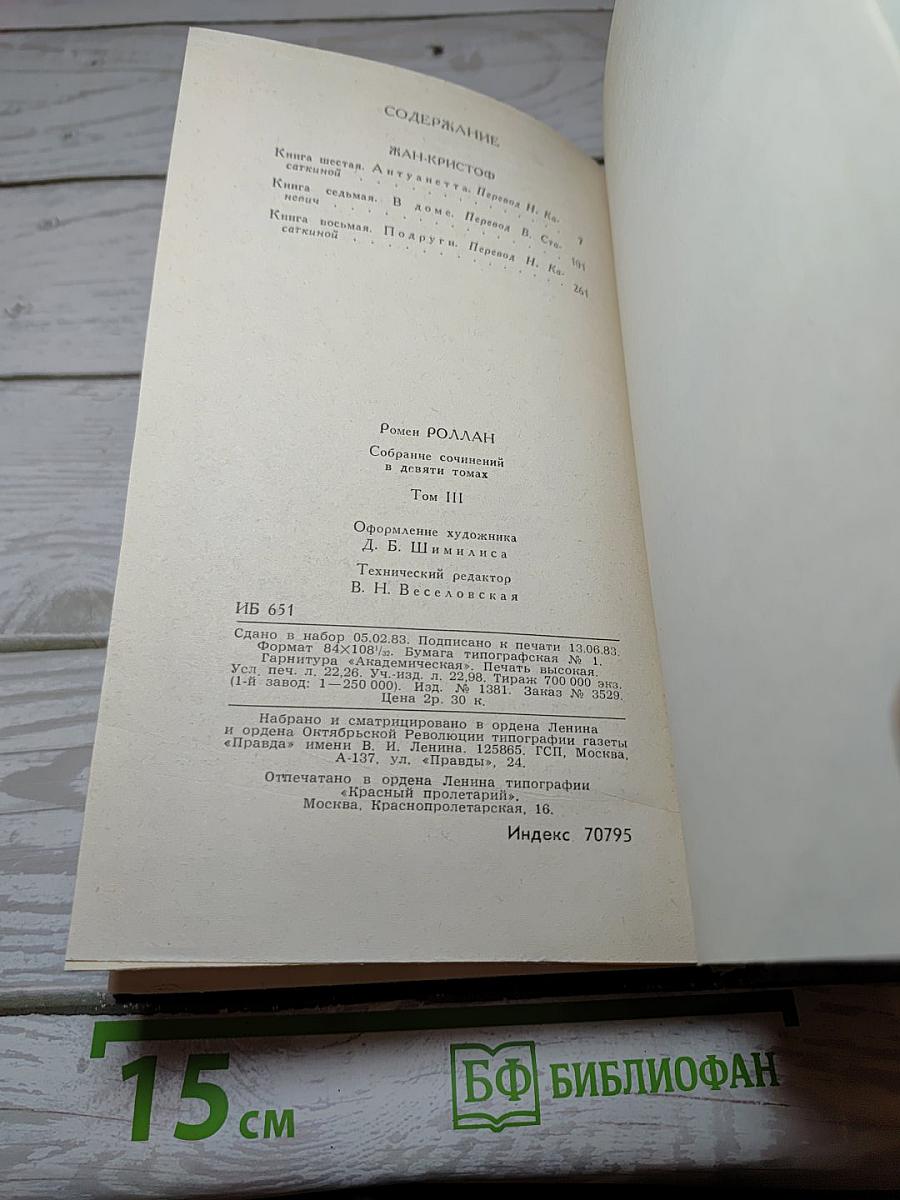 СОДЕРЖАНИЕ
ЖАН-КРИСТОФ
Книга шестая. Антуанетта. Перевод Н. Ка-
саткиной . . . . . . . . . . 7
Книга седьмая. В доме. Перевод В. Ста-
невич . . . . . . . . . . 101
Книга восьмая. Подруги. Перевод Н. Ка-
саткиной . . . . . . . . . . 261
Ромен РОЛЛАН
Собрание сочинений
в девяти томах
Том III
Оформление художника
Д. Б. Шимилиса
Технический редактор
В. Н. Веселовская
ИБ 651
Сдано в набор 05.02.83. Подписано к печати 13.06.83.
Формат 84×108¹/₃₂. Бумага типографская № 1.
Гарнитура «Академическая». Печать высокая.
Усл. печ. л. 22,26. Уч.-изд. л. 22,98. Тираж 700 000 экз.
(1-й завод: 1—250 000). Изд. № 1381. Заказ № 3529.
Цена 2р. 30 к.
Набрано и сматрицировано в ордена Ленина
и ордена Октябрьской Революции типографии газеты
«Правда» имени В. И. Ленина. 125865. ГСП, Москва,
А-137, ул. «Правды», 24.
Отпечатано в ордена Ленина типографии
«Красный пролетарий».
Москва, Краснопролетарская, 16.
Индекс 70795
15 см
БФ БИБЛИОФАН